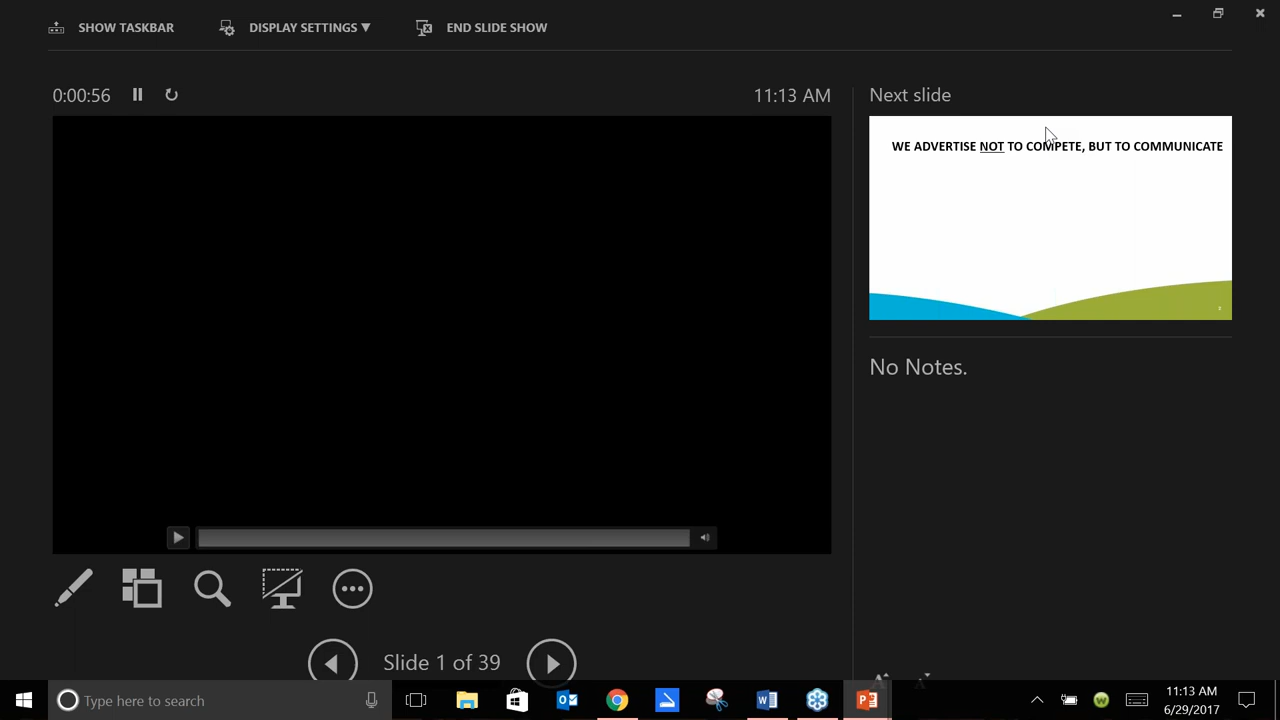 SHOW TASKBAR
DISPLAY SETTINGS ▼
END SLIDE SHOW
0:00:56
11:13 AM
Next slide
WE ADVERTISE NOT TO COMPETE, BUT TO COMMUNICATE
No Notes.
Slide 1 of 39
Type here to search
11:13 AM
6/29/2017